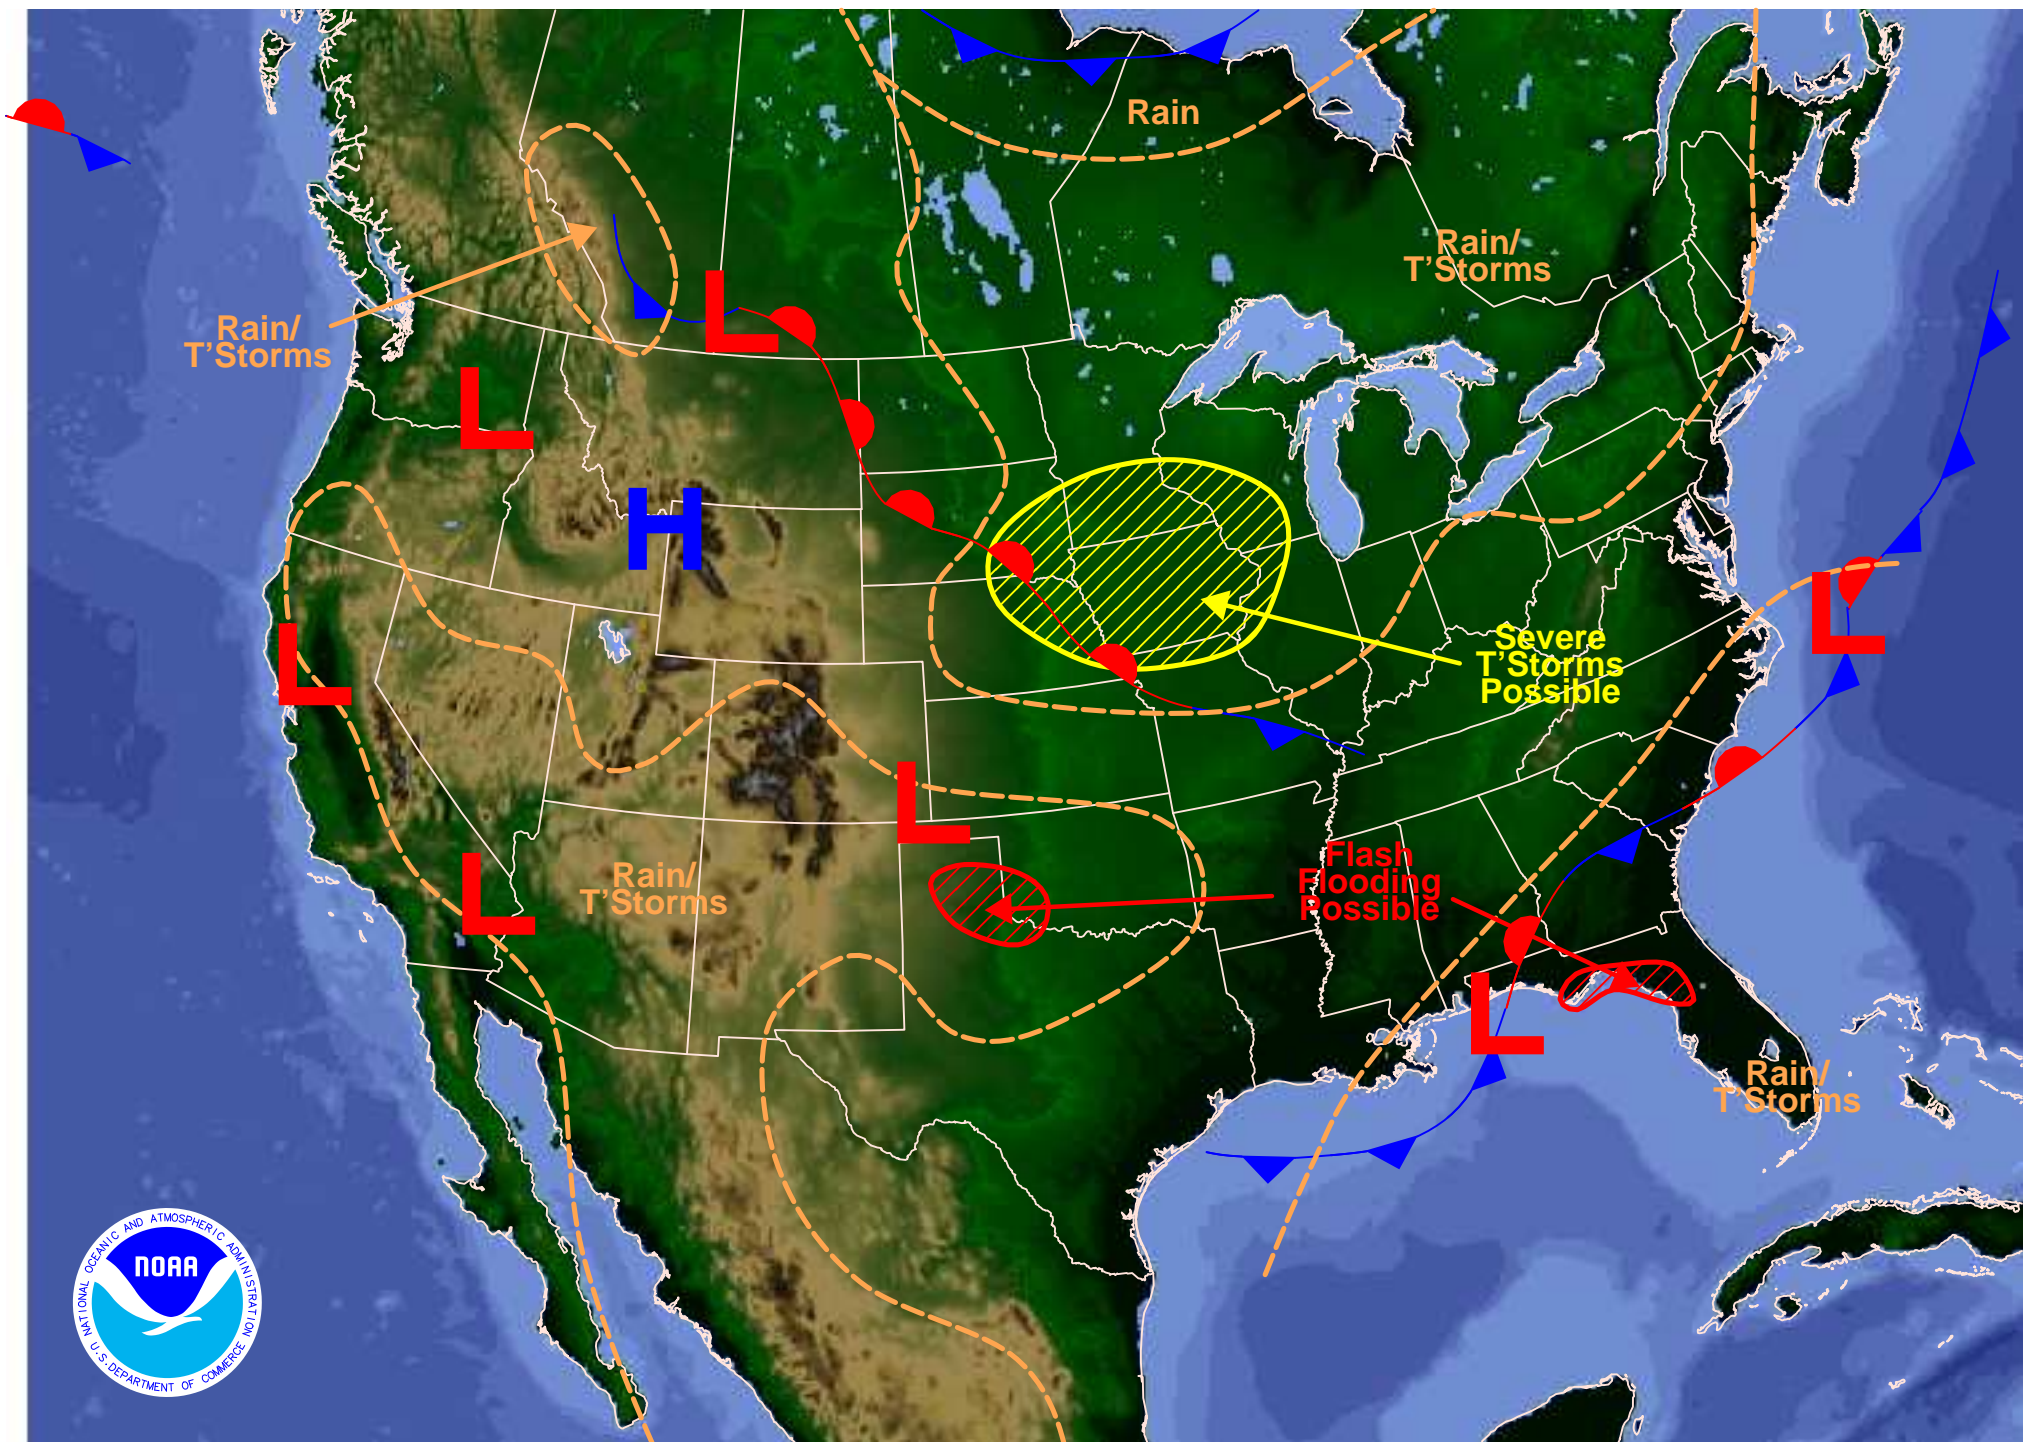 Rain
Rain/
T'Storms
Rain/
T'Storms
L
L
H
L
Severe
T'Storms
Possible
L
L
Flash
Flooding
Possible
L
Rain/
T'Storms
L
Rain/
T'Storms
NOAA
NATIONAL OCEANIC AND ATMOSPHERIC ADMINISTRATION
U.S. DEPARTMENT OF COMMERCE